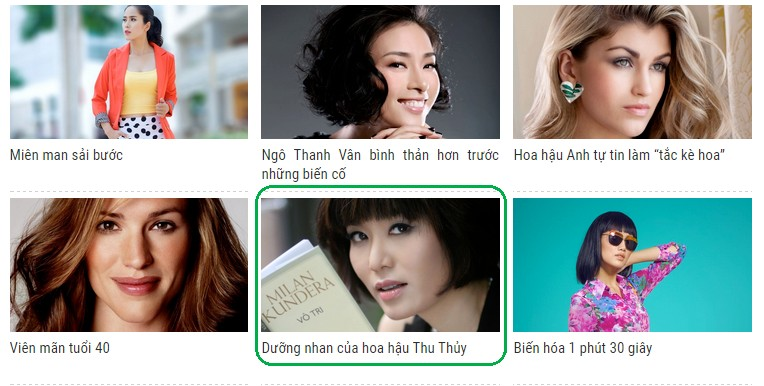 Miên man sải bước
Ngô Thanh Vân bình thản hơn trước
những biến cố
Hoa hậu Anh tự tin làm “tắc kè hoa”
MILAN
KUNDERA
VÔ TRI
Viên mãn tuổi 40
Dưỡng nhan của hoa hậu Thu Thủy
Biến hóa 1 phút 30 giây